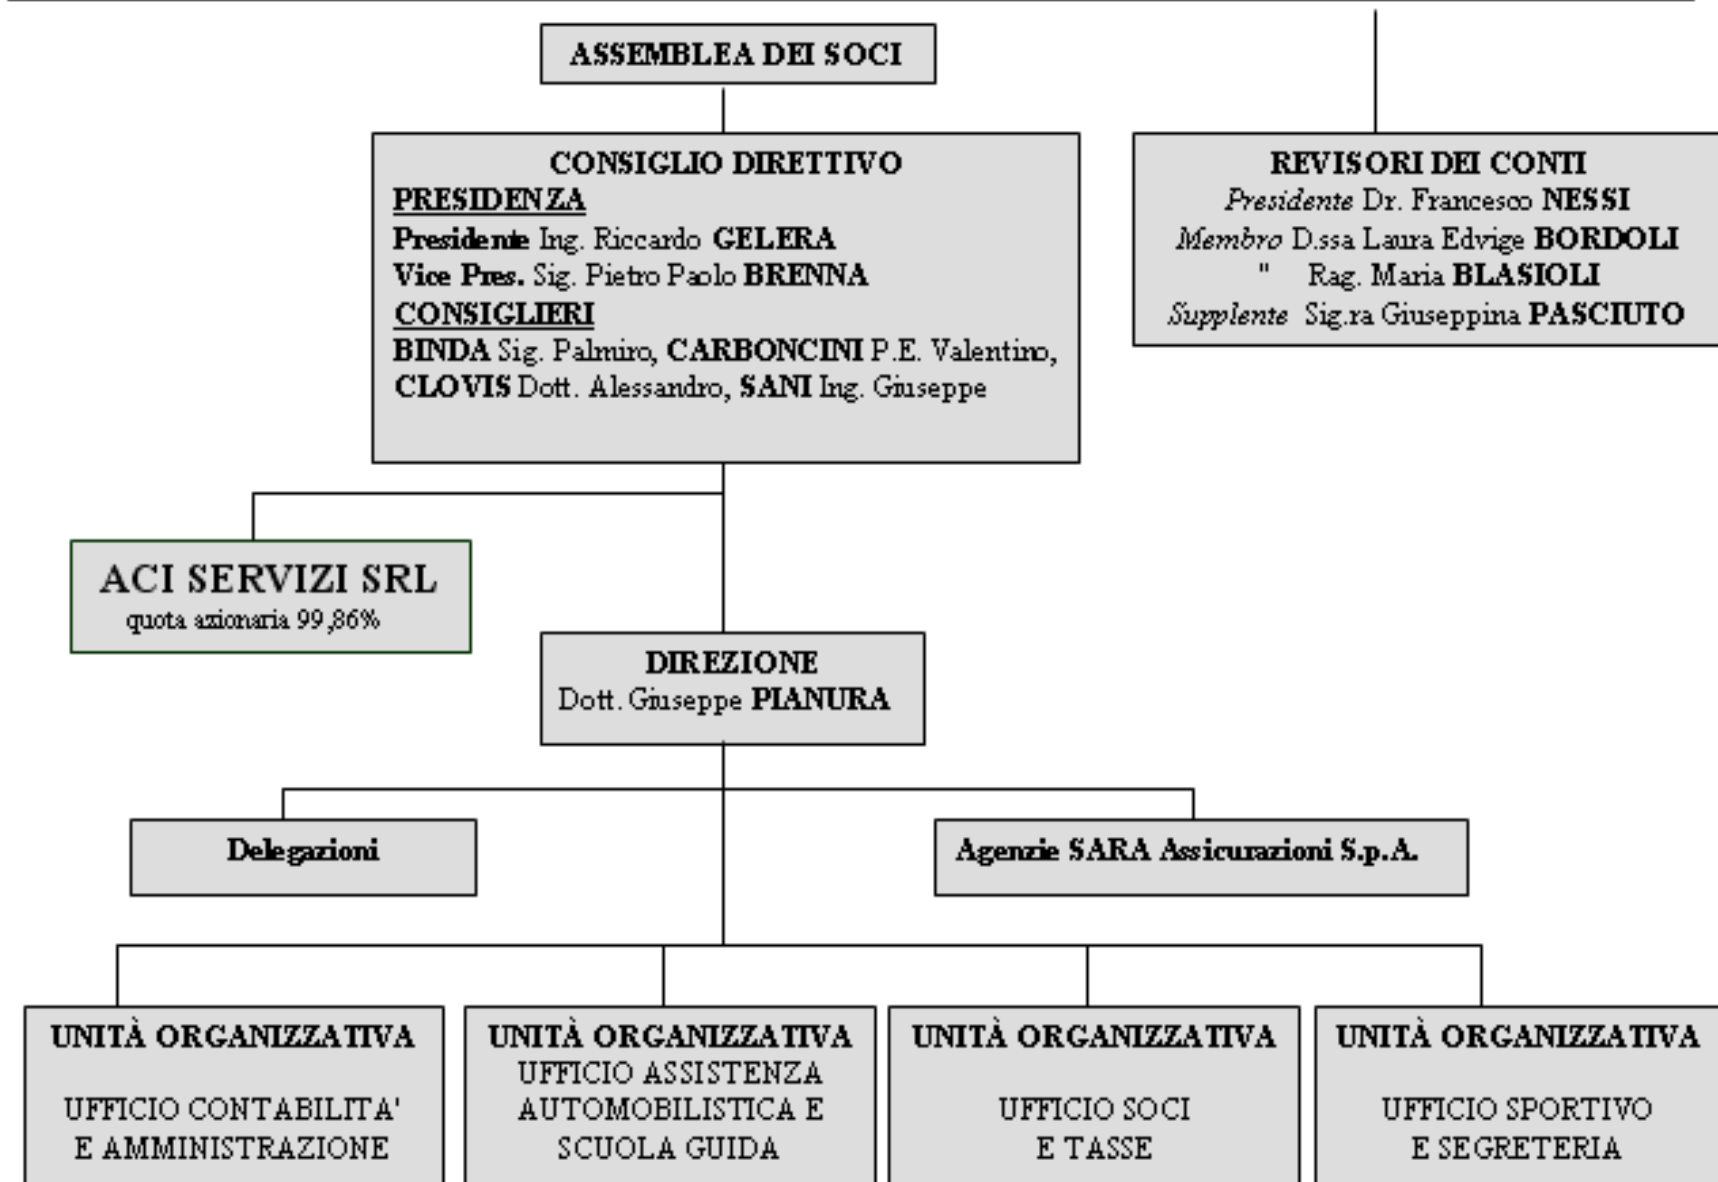 ASSEMBLEA DEI SOCI
CONSIGLIO DIRETTIVO
PRESIDENZA
Presidente Ing. Riccardo GELERA
Vice Pres. Sig. Pietro Paolo BRENNA
CONSIGLIERI
BINDA Sig. Palmiro, CARBONCINI P.E. Valentino,
CLOVIS Dott. Alessandro, SANI Ing. Giuseppe
REVISORI DEI CONTI
Presidente Dr. Francesco NESSI
Membro D.ssa Laura Edvige BORDOLI
" Rag. Maria BLASIOLI
Supplente Sig.ra Giuseppina PASCIUTO
ACI SERVIZI SRL
quota azionaria 99,86%
DIREZIONE
Dott. Giuseppe PIANURA
Delegazioni
Agenzie SARA Assicurazioni S.p.A.
UNITÀ ORGANIZZATIVA
UFFICIO CONTABILITA'
E AMMINISTRAZIONE
UNITÀ ORGANIZZATIVA
UFFICIO ASSISTENZA
AUTOMOBILISTICA E
SCUOLA GUIDA
UNITÀ ORGANIZZATIVA
UFFICIO SOCI
E TASSE
UNITÀ ORGANIZZATIVA
UFFICIO SPORTIVO
E SEGRETERIA